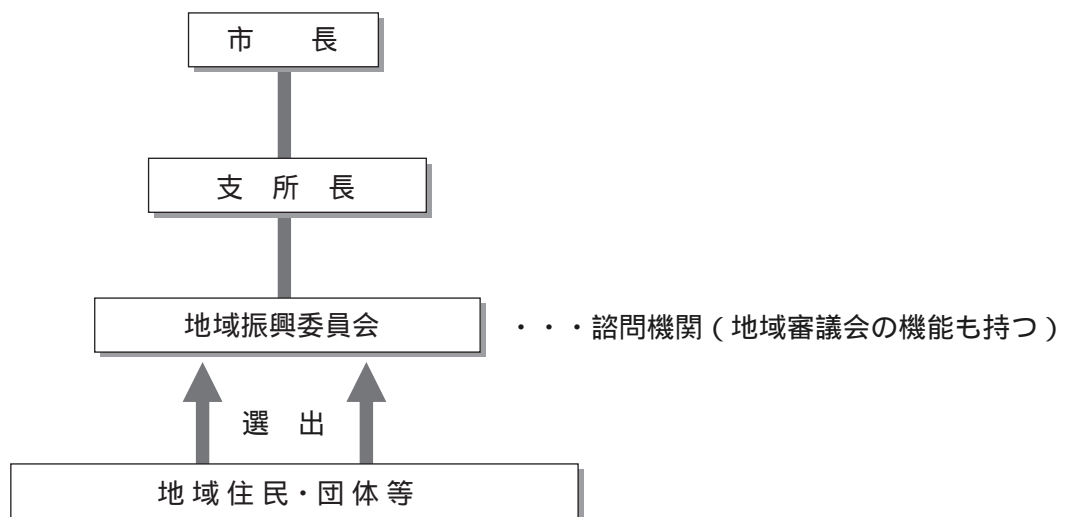 市長
支所長
地域振興委員会 ・・・諮問機関(地域審議会の機能も持つ)
選出
地域住民・団体等